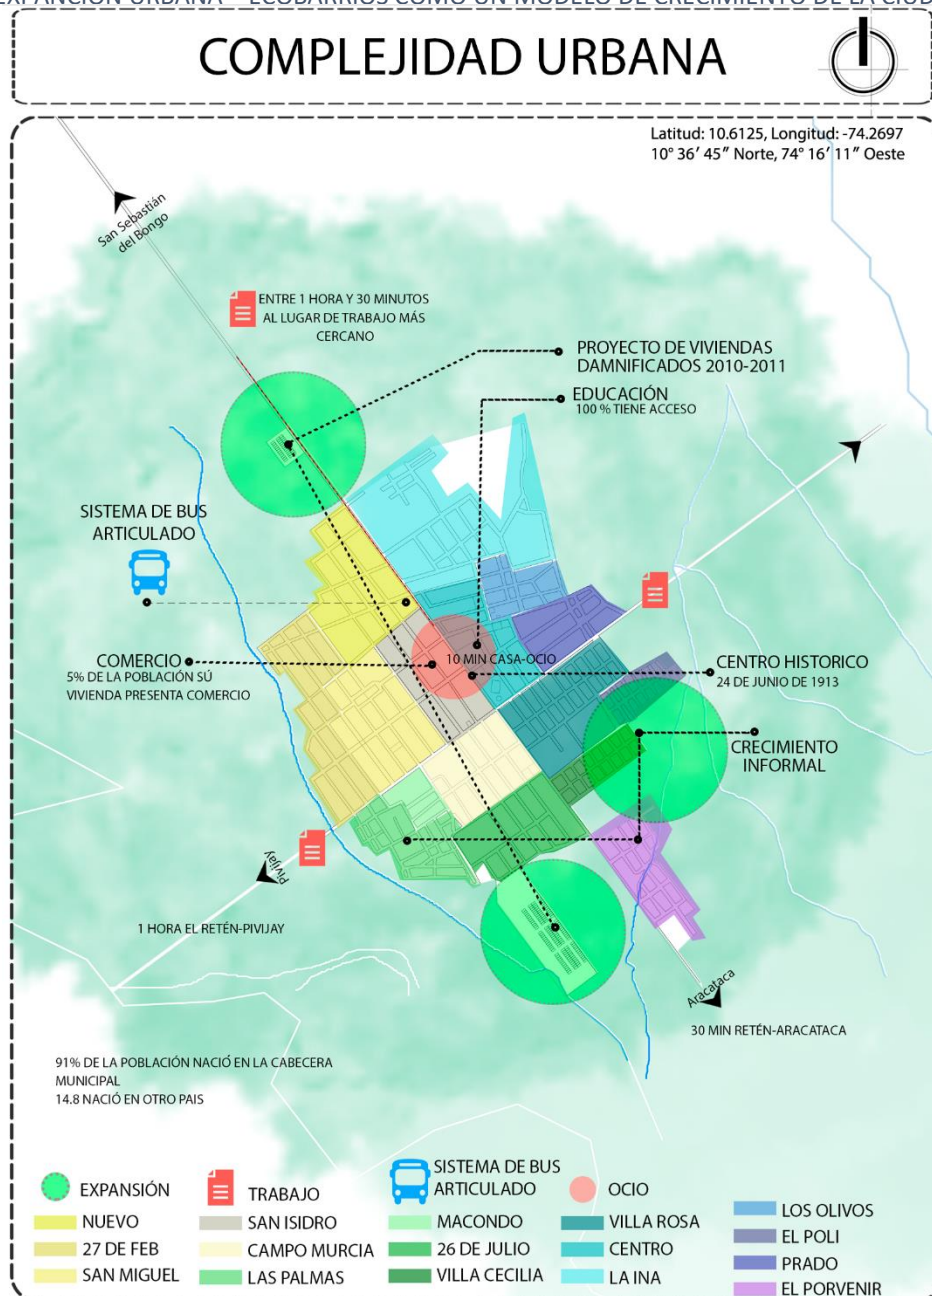 EXPANCIÓN URBANA – ECOBARRIOS COMO UN MODELO DE CRECIMIENTO DE LA CIUD
COMPLEJIDAD URBANA
Latitud: 10.6125, Longitud: -74.2697
10° 36′ 45″ Norte, 74° 16′ 11″ Oeste
San Sebastián
del Bongo
ENTRE 1 HORA Y 30 MINUTOS
AL LUGAR DE TRABAJO MÁS
CERCANO
PROYECTO DE VIVIENDAS
DAMNIFICADOS 2010-2011
EDUCACIÓN
100 % TIENE ACCESO
SISTEMA DE BUS
ARTICULADO
COMERCIO
5% DE LA POBLACIÓN SÚ
VIVIENDA PRESENTA COMERCIO
10 MIN CASA-OCIO
CENTRO HISTORICO
24 DE JUNIO DE 1913
CRECIMIENTO
INFORMAL
Pivijay
1 HORA EL RETÉN-PIVIJAY
Aracataca
30 MIN RETÉN-ARACATACA
91% DE LA POBLACIÓN NACIÓ EN LA CABECERA
MUNICIPAL
14.8 NACIÓ EN OTRO PAIS
EXPANSIÓN
TRABAJO
SISTEMA DE BUS
ARTICULADO
OCIO
NUEVO
27 DE FEB
SAN MIGUEL
SAN ISIDRO
CAMPO MURCIA
LAS PALMAS
MACONDO
26 DE JULIO
VILLA CECILIA
VILLA ROSA
CENTRO
LA INA
LOS OLIVOS
EL POLI
PRADO
EL PORVENIR